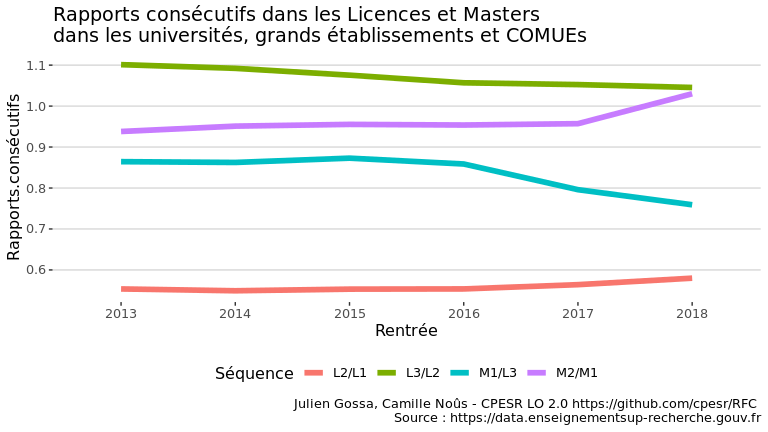 Rapports consécutifs dans les Licences et Masters
dans les universités, grands établissements et COMUEs
Rapports.consécutifs
1.1
1.0
0.9
0.8
0.7
0.6
2013 2014 2015 2016 2017 2018
Rentrée
Séquence L2/L1 L3/L2 M1/L3 M2/M1
Julien Gossa, Camille Noûs - CPESR LO 2.0 https://github.com/cpesr/RFC
Source : https://data.enseignementsup-recherche.gouv.fr